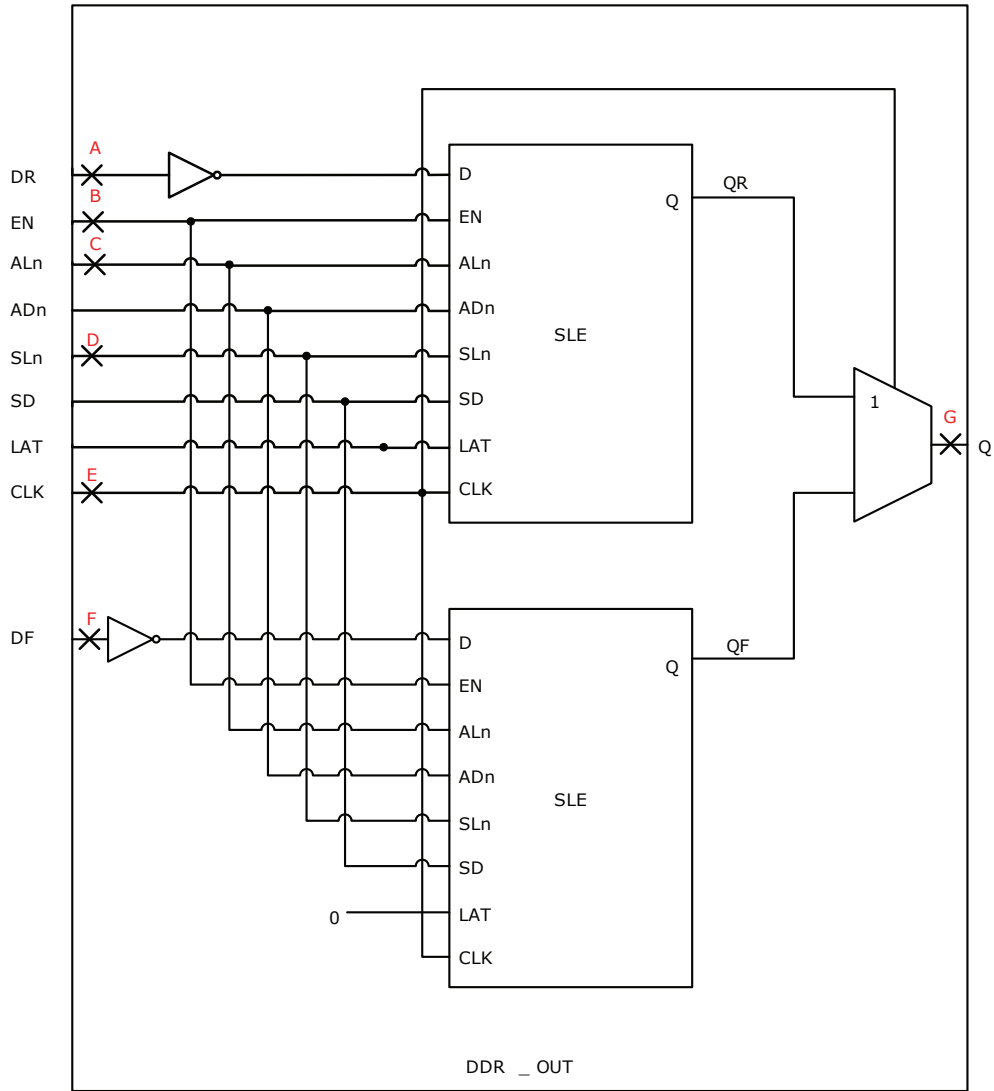 A
DR
B
EN
C
ALn
ADn
D
SLn
SD
LAT
E
CLK
F
DF
D
EN
ALn
ADn
SLn
SD
LAT
CLK
SLE
Q
QR
1
G
Q
D
EN
ALn
ADn
SLn
SD
0
LAT
CLK
SLE
Q
QF
DDR _ OUT